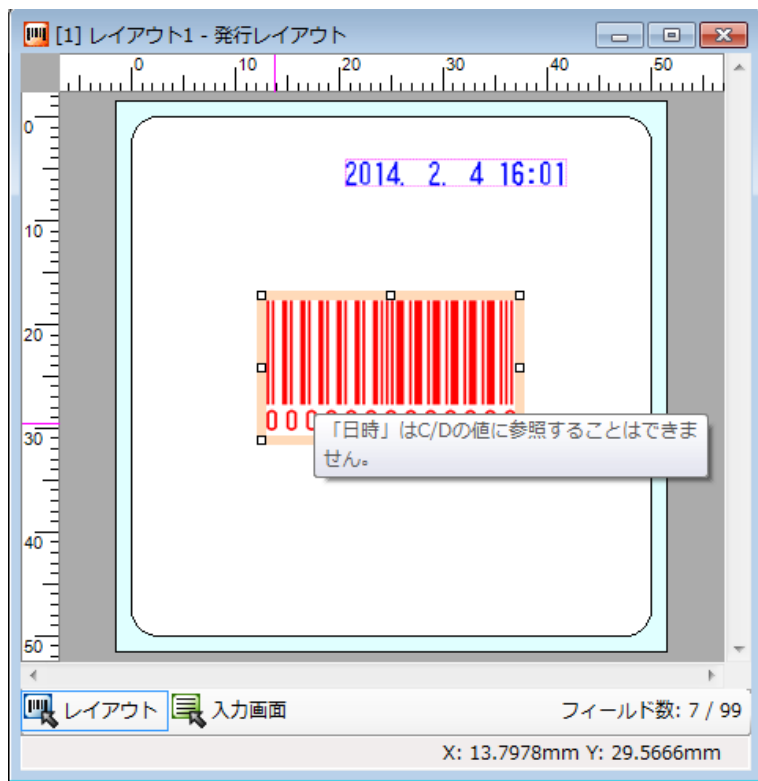 [1] レイアウト1 - 発行レイアウト
0 10 20 30 40 50
0
10
20
30
40
50
2014. 2. 4 16:01
「日時」はC/Dの値に参照することはできま
せん。
レイアウト 入力画面 フィールド数: 7 / 99
X: 13.7978mm Y: 29.5666mm